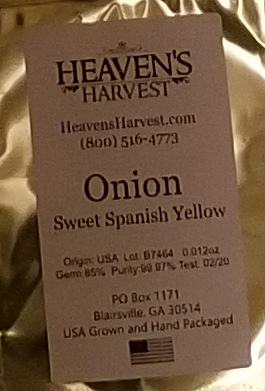 HEAVEN'S
HARVEST
HeavensHarvest.com
(800) 516-4773
Onion
Sweet Spanish Yellow
Origin: USA Lot: B7464 0.012oz
Germ: 85% Purity:99.97% Test: 02/20
PO Box 1171
Blairsville, GA 30514
USA Grown and Hand Packaged